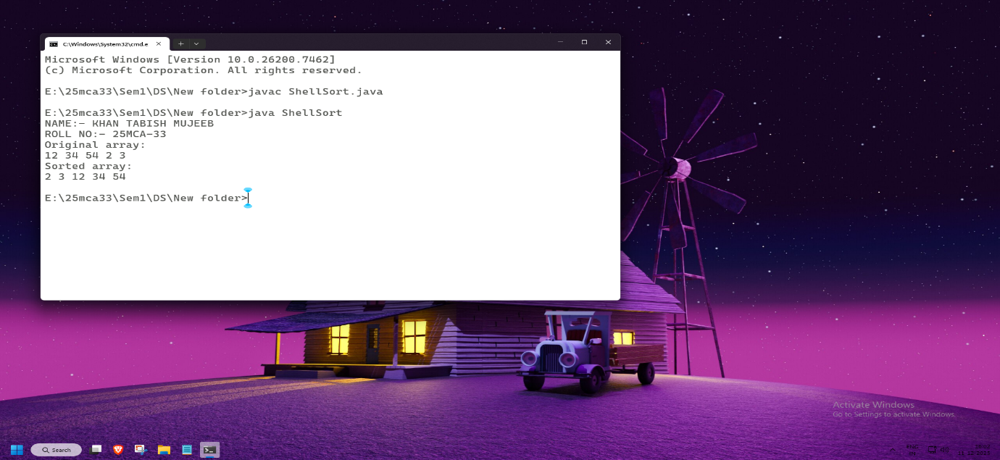 C:\Windows\System32\cmd.e
Microsoft Windows [Version 10.0.26200.7462]
(c) Microsoft Corporation. All rights reserved.
E:\25mca33\Sem1\DS\New folder>javac ShellSort.java
E:\25mca33\Sem1\DS\New folder>java ShellSort
NAME:- KHAN TABISH MUJEEB
ROLL NO:- 25MCA-33
Original array:
12 34 54 2 3
Sorted array:
2 3 12 34 54
E:\25mca33\Sem1\DS\New folder>
Activate Windows
Go to Settings to activate Windows.
Search
ENG
IN